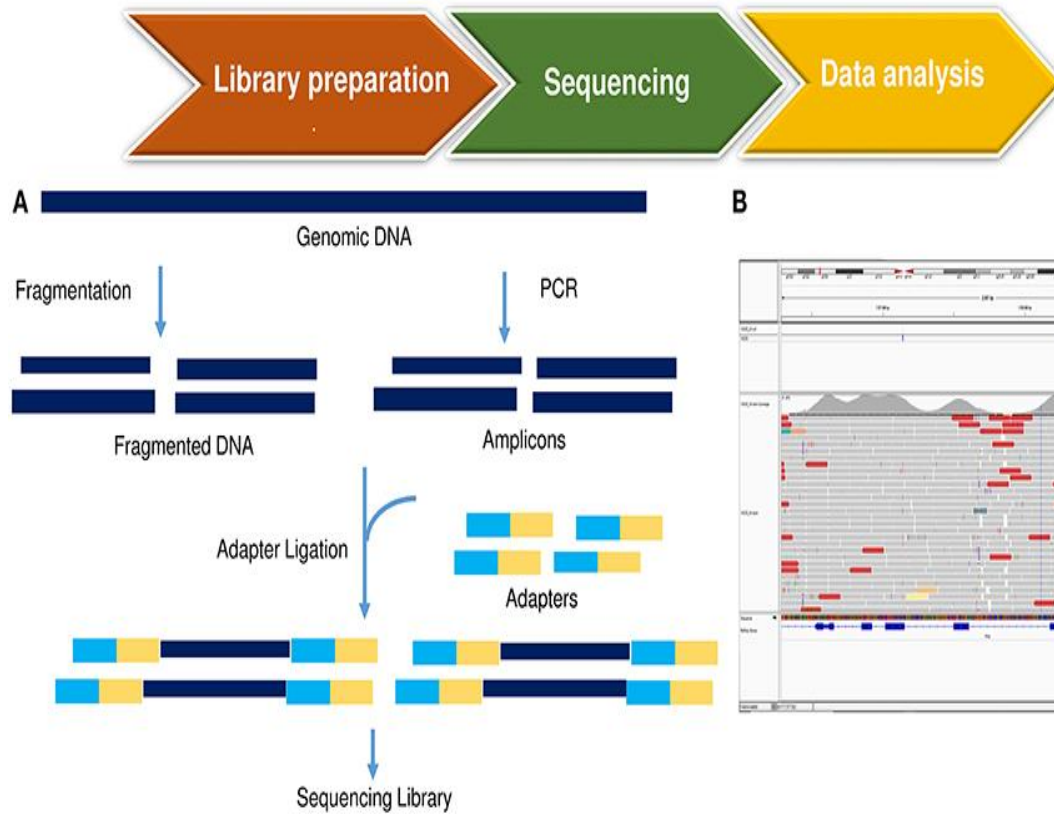 Library preparation
Sequencing
Data analysis
A
B
Genomic DNA
Fragmentation
PCR
Fragmented DNA
Amplicons
Adapter Ligation
Adapters
Sequencing Library